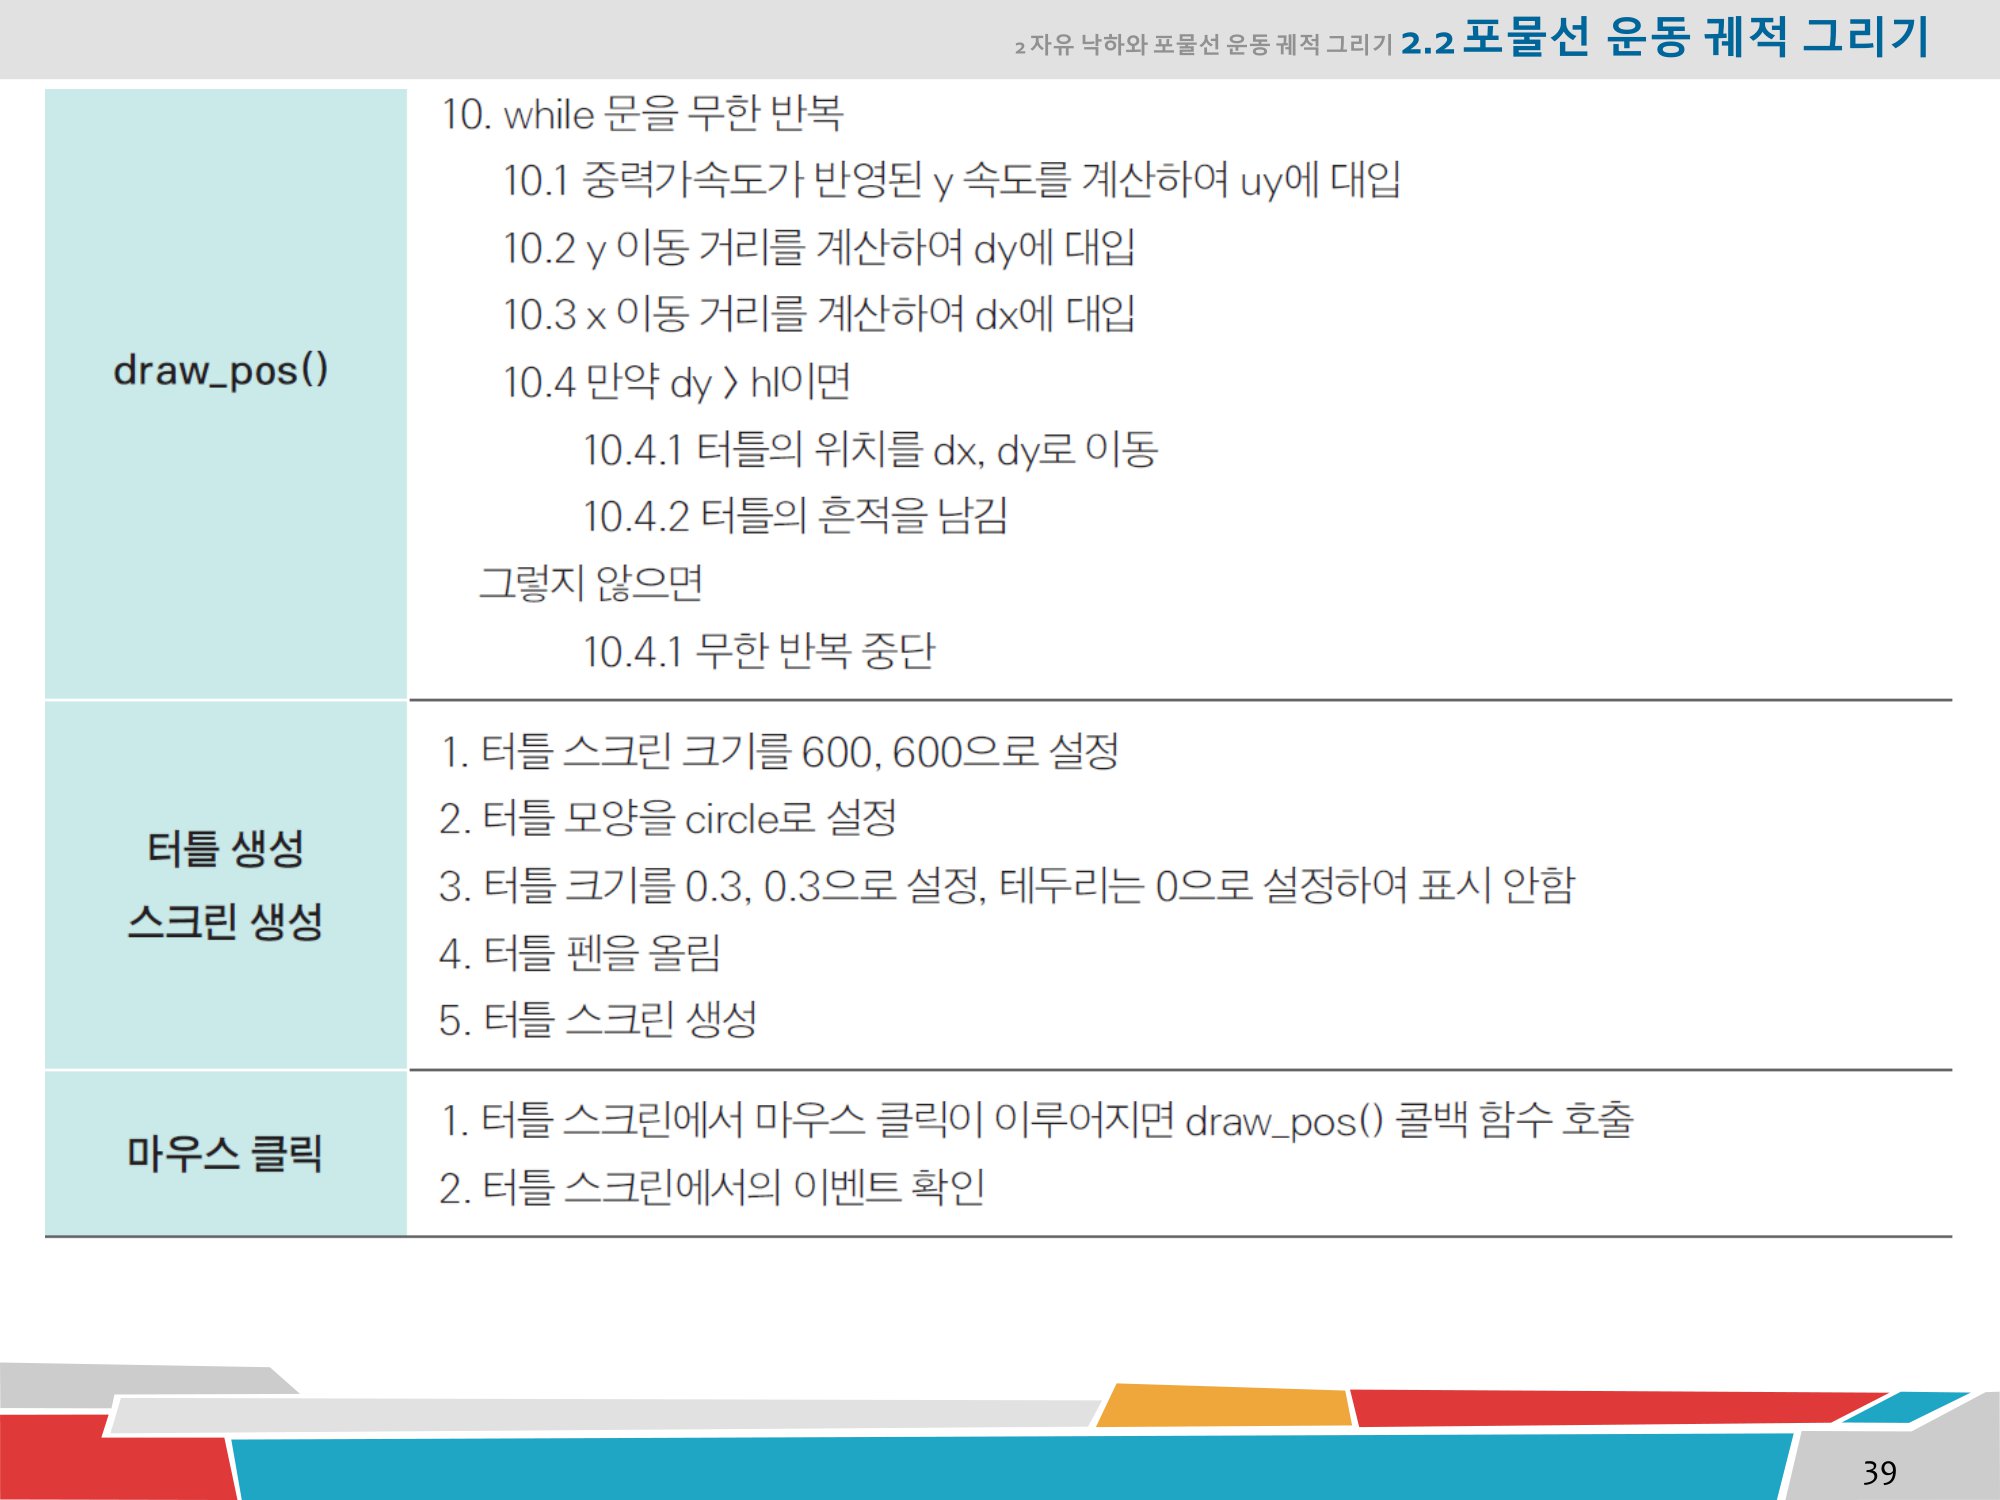 2 자유 낙하와 포물선 운동 궤적 그리기 2.2 포물선 운동 궤적 그리기
draw_pos()
10. while 문을 무한 반복
10.1 중력가속도가 반영된 y 속도를 계산하여 uy에 대입
10.2 y 이동 거리를 계산하여 dy에 대입
10.3 x 이동 거리를 계산하여 dx에 대입
10.4 만약 dy > hl이면
10.4.1 터틀의 위치를 dx, dy로 이동
10.4.2 터틀의 흔적을 남김
그렇지 않으면
10.4.1 무한 반복 중단
터틀 생성
스크린 생성
1. 터틀 스크린 크기를 600, 600으로 설정
2. 터틀 모양을 circle로 설정
3. 터틀 크기를 0.3, 0.3으로 설정, 테두리는 0으로 설정하여 표시 안함
4. 터틀 펜을 올림
5. 터틀 스크린 생성
마우스 클릭
1. 터틀 스크린에서 마우스 클릭이 이루어지면 draw_pos() 콜백 함수 호출
2. 터틀 스크린에서의 이벤트 확인
39